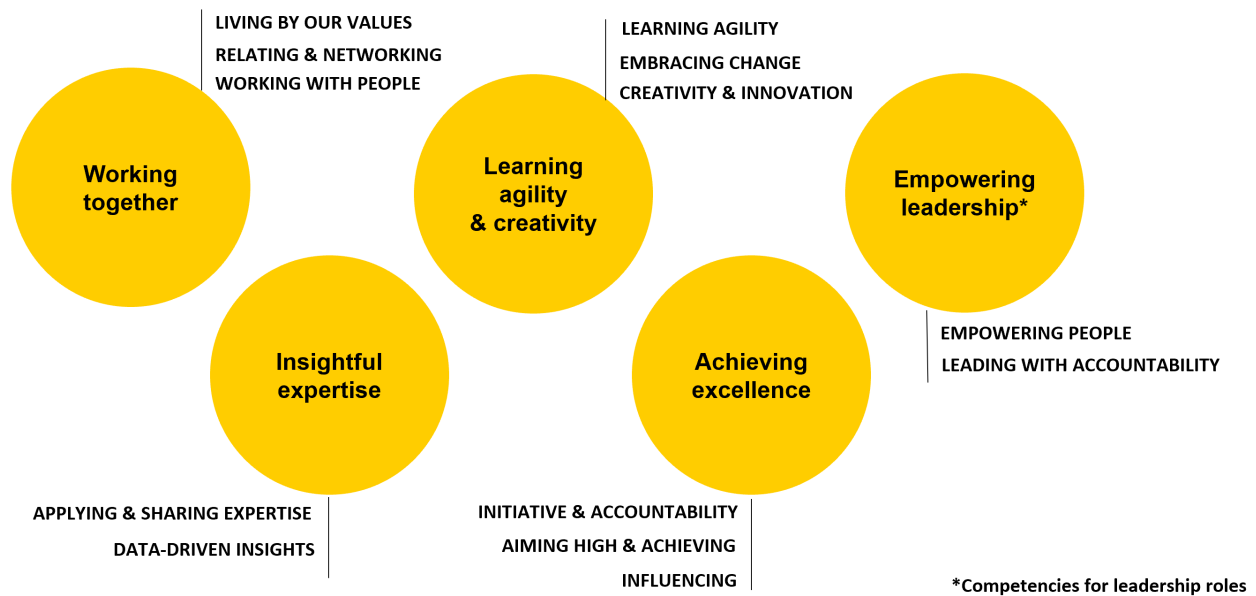 LIVING BY OUR VALUES
RELATING & NETWORKING
WORKING WITH PEOPLE
Working
together
LEARNING AGILITY
EMBRACING CHANGE
CREATIVITY & INNOVATION
Learning
agility
& creativity
Empowering
leadership*
EMPOWERING PEOPLE
LEADING WITH ACCOUNTABILITY
Insightful
expertise
APPLYING & SHARING EXPERTISE
DATA-DRIVEN INSIGHTS
Achieving
excellence
INITIATIVE & ACCOUNTABILITY
AIMING HIGH & ACHIEVING
INFLUENCING
*Competencies for leadership roles